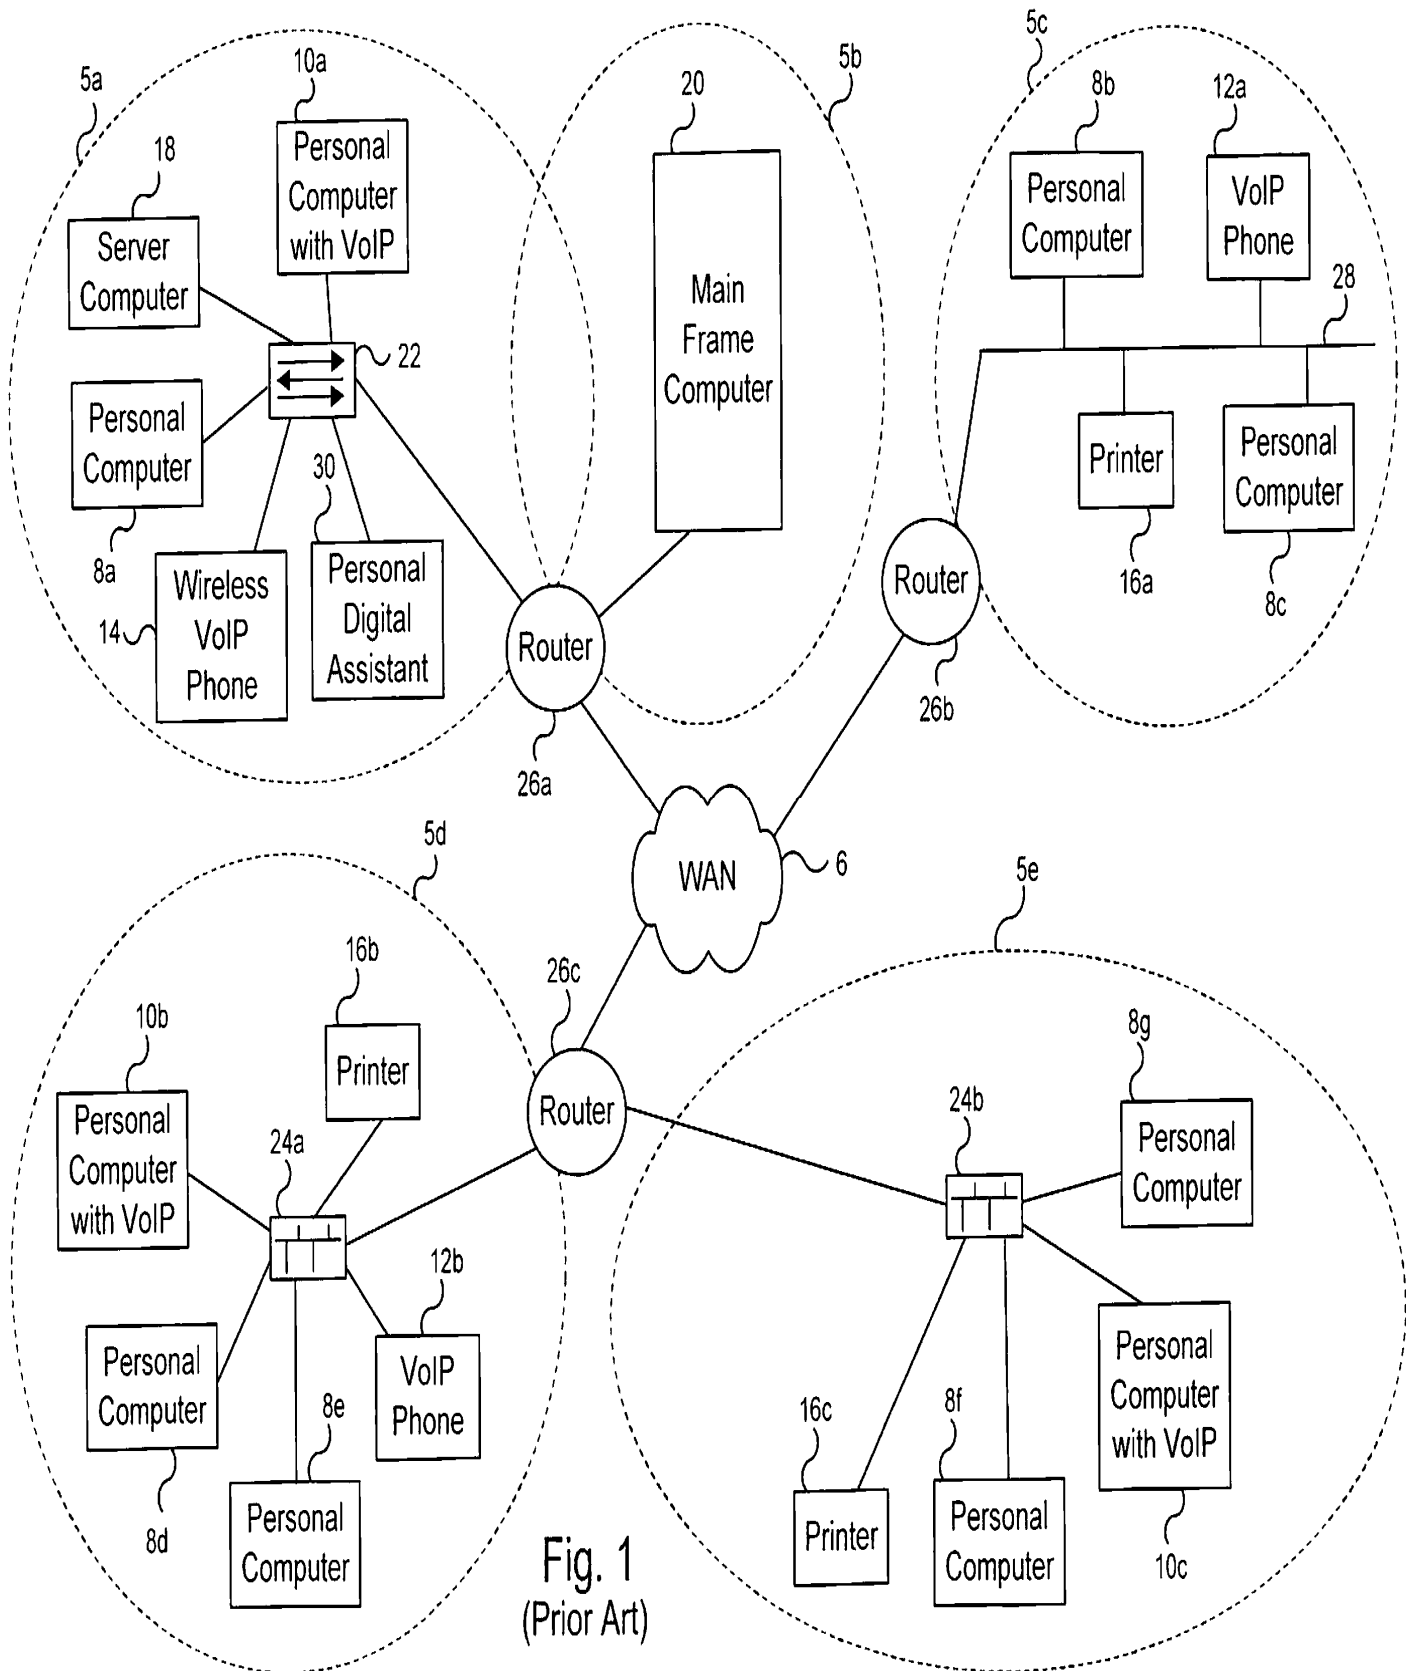 5a
10a
Personal
Computer
with VoIP
18
Server
Computer
22
Personal
Computer
8a
30
14
Wireless
VoIP
Phone
Personal
Digital
Assistant
5b
20
Main
Frame
Computer
Router
26a
5c
8b
Personal
Computer
12a
VoIP
Phone
28
Printer
16a
Personal
Computer
8c
Router
26b
WAN
6
5d
16b
Printer
10b
Personal
Computer
with VoIP
24a
12b
VoIP
Phone
Personal
Computer
8d
8e
Personal
Computer
26c
Router
5e
8g
Personal
Computer
24b
Personal
Computer
with VoIP
10c
16c
Printer
8f
Personal
Computer
Fig. 1
(Prior Art)